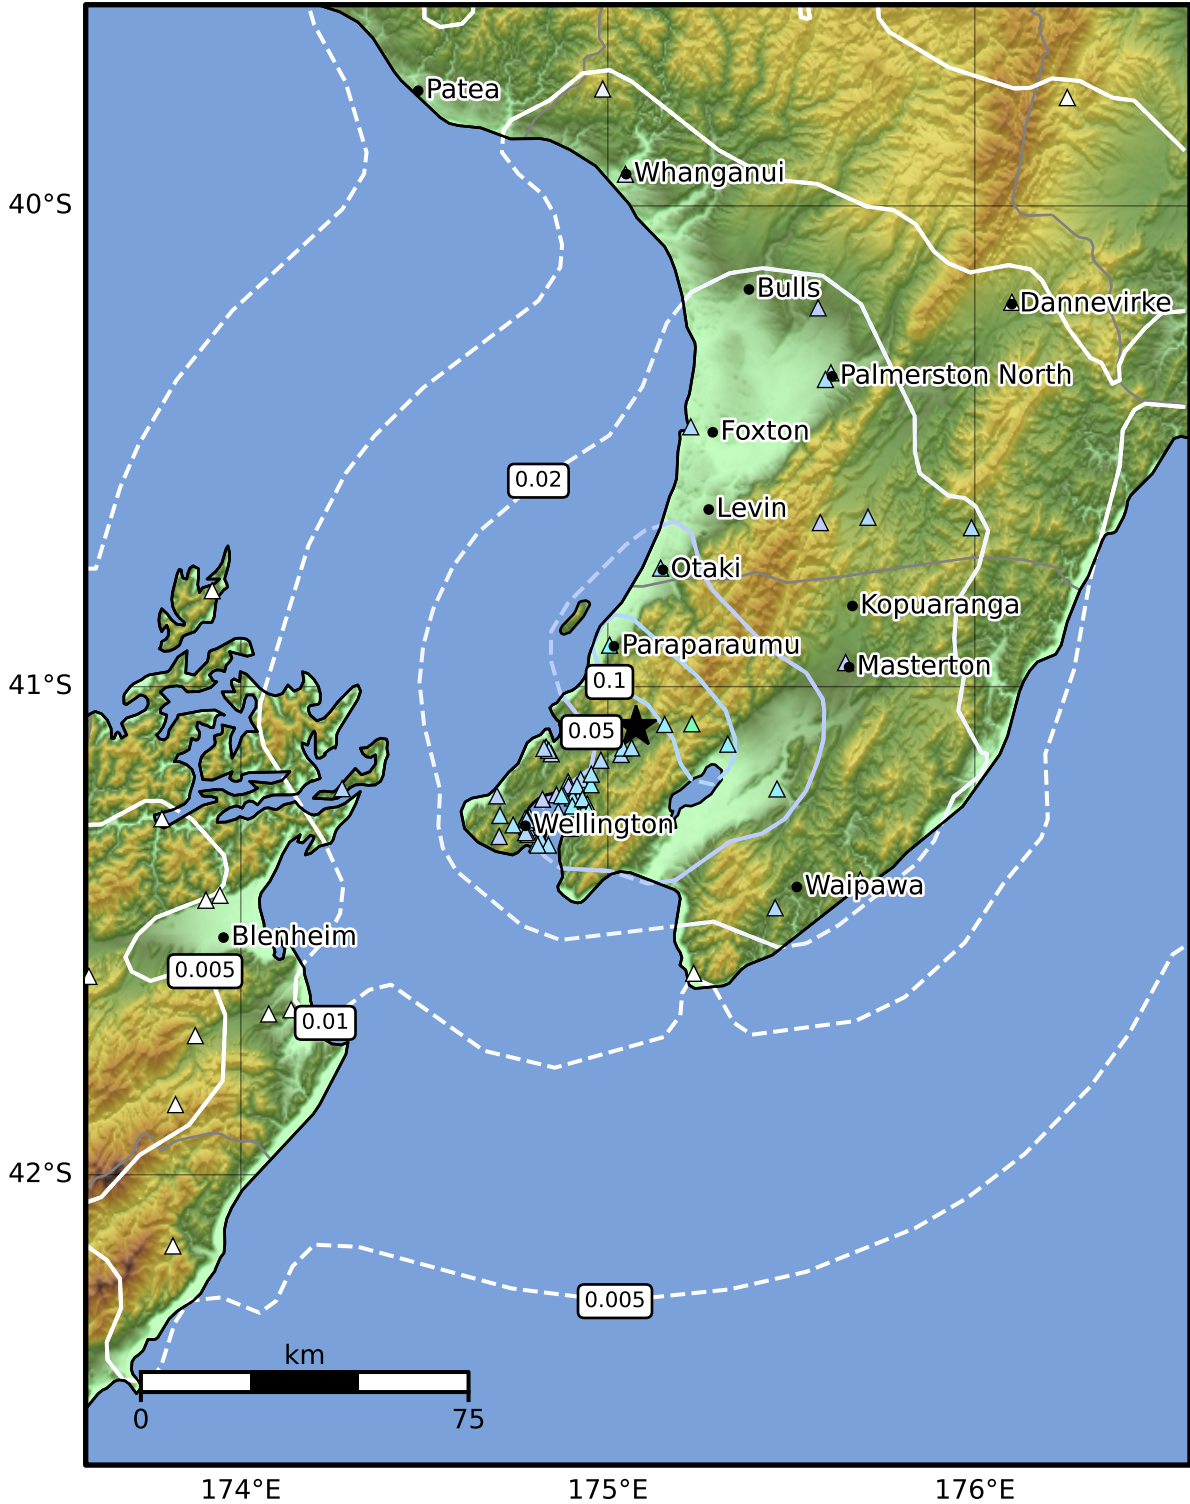 Patea
Whanganui
40°S
Bulls
Dannevirke
Palmerston North
Foxton
0.02
Levin
Otaki
Kopuaranga
Paraparaumu
Masterton
41°S
0.1
0.05
Wellington
Waipawa
Blenheim
0.005
0.01
42°S
0.005
km
0
75
174°E
175°E
176°E